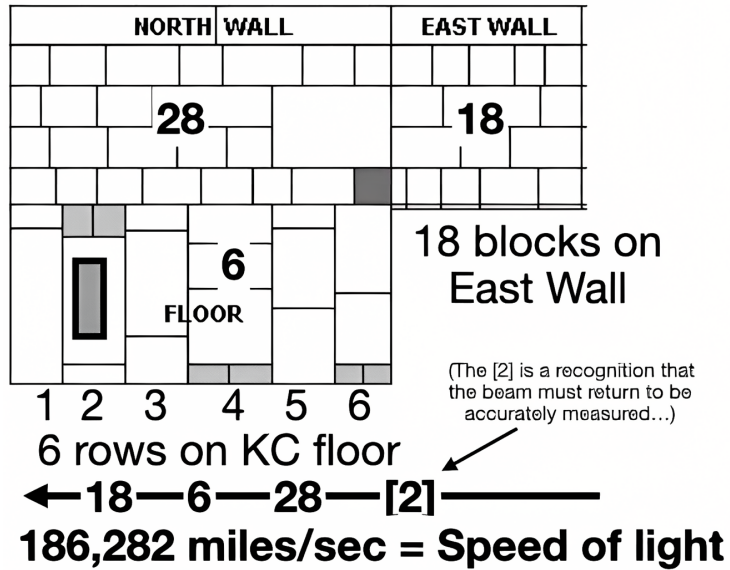 NORTH WALL
EAST WALL
28
18
6
FLOOR
18 blocks on
East Wall
(The [2] is a recognition that
the beam must return to be
accurately measured...)
1 2 3 4 5 6
6 rows on KC floor
18 6 28 [2]
186,282 miles/sec = Speed of light